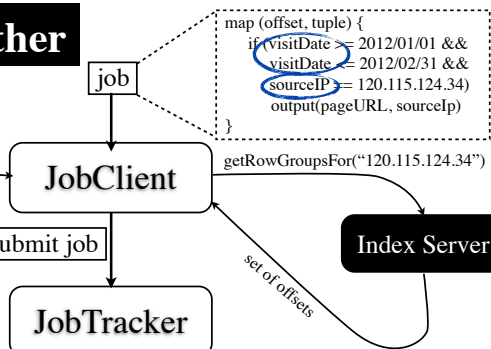 ther
map (offset, tuple) {
if (visitDate >= 2012/01/01 &&
visitDate <= 2012/02/31 &&
sourceIP == 120.115.124.34)
output(pageURL, sourceIp)
}
job
getRowGroupsFor(“120.115.124.34”)
JobClient
ubmit job
Index Server
set of offsets
JobTracker